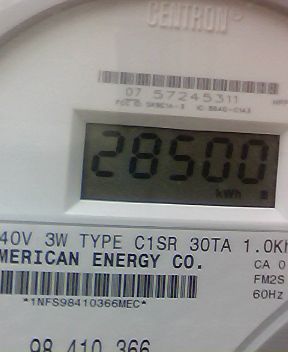 CENTRON®
07 57245311
28500
kWh
40V 3W TYPE C1SR 30TA 1.0Kh
MERICAN ENERGY CO.
CA 0
FM2S
60Hz
*1NFS98410366MEC*
98 410 366